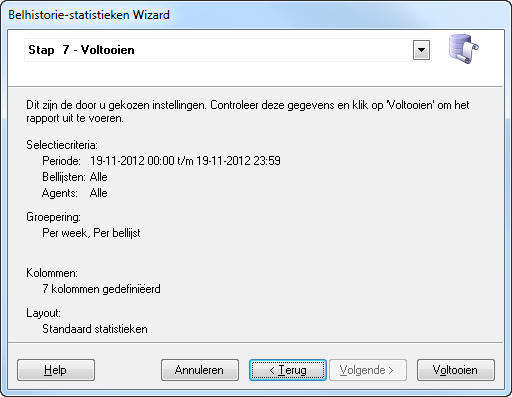 Belhistorie-statistieken Wizard
Stap 7 - Voltooien
Dit zijn de door u gekozen instellingen. Controleer deze gegevens en klik op 'Voltooien' om het
rapport uit te voeren.
Selectiecriteria:
Periode: 19-11-2012 00:00 t/m 19-11-2012 23:59
Bellijsten: Alle
Agents: Alle
Groepering:
Per week, Per bellijst
Kolommen:
7 kolommen gedefiniëerd
Layout:
Standaard statistieken
Help Annuleren < Terug Volgende > Voltooien